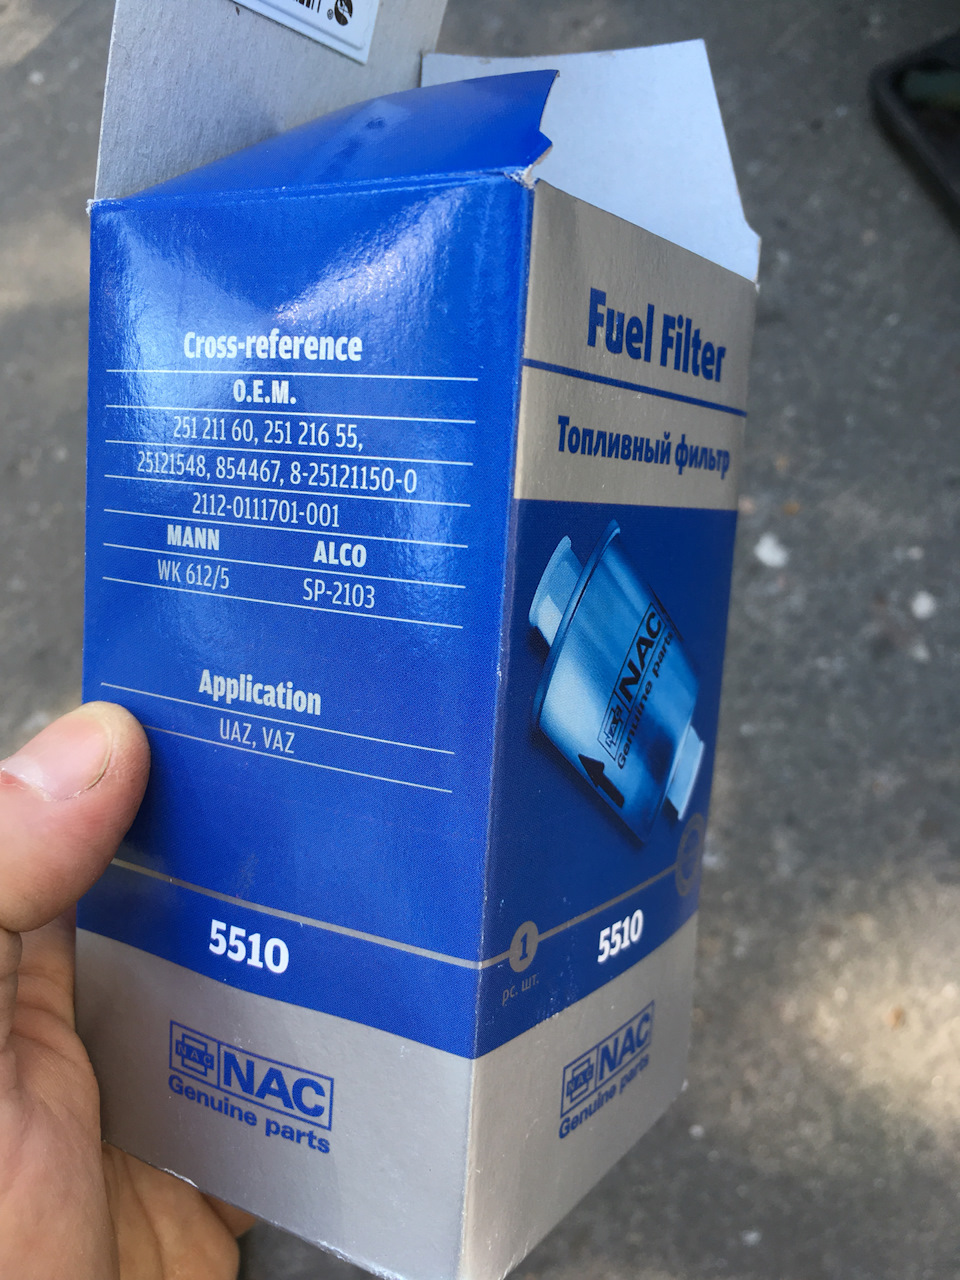 Cross-reference
O.E.M.
251 211 60, 251 216 55,
25121548, 854467, 8-25121150-0
2112-0111701-001
MANN ALCO
WK 612/5 SP-2103
Application
UAZ, VAZ
5510
NAC
NAC
Genuine parts
Fuel Filter
Топливный фильтр
NAC
Genuine parts
1
pc. шт.
5510
NAC
NAC
Genuine parts